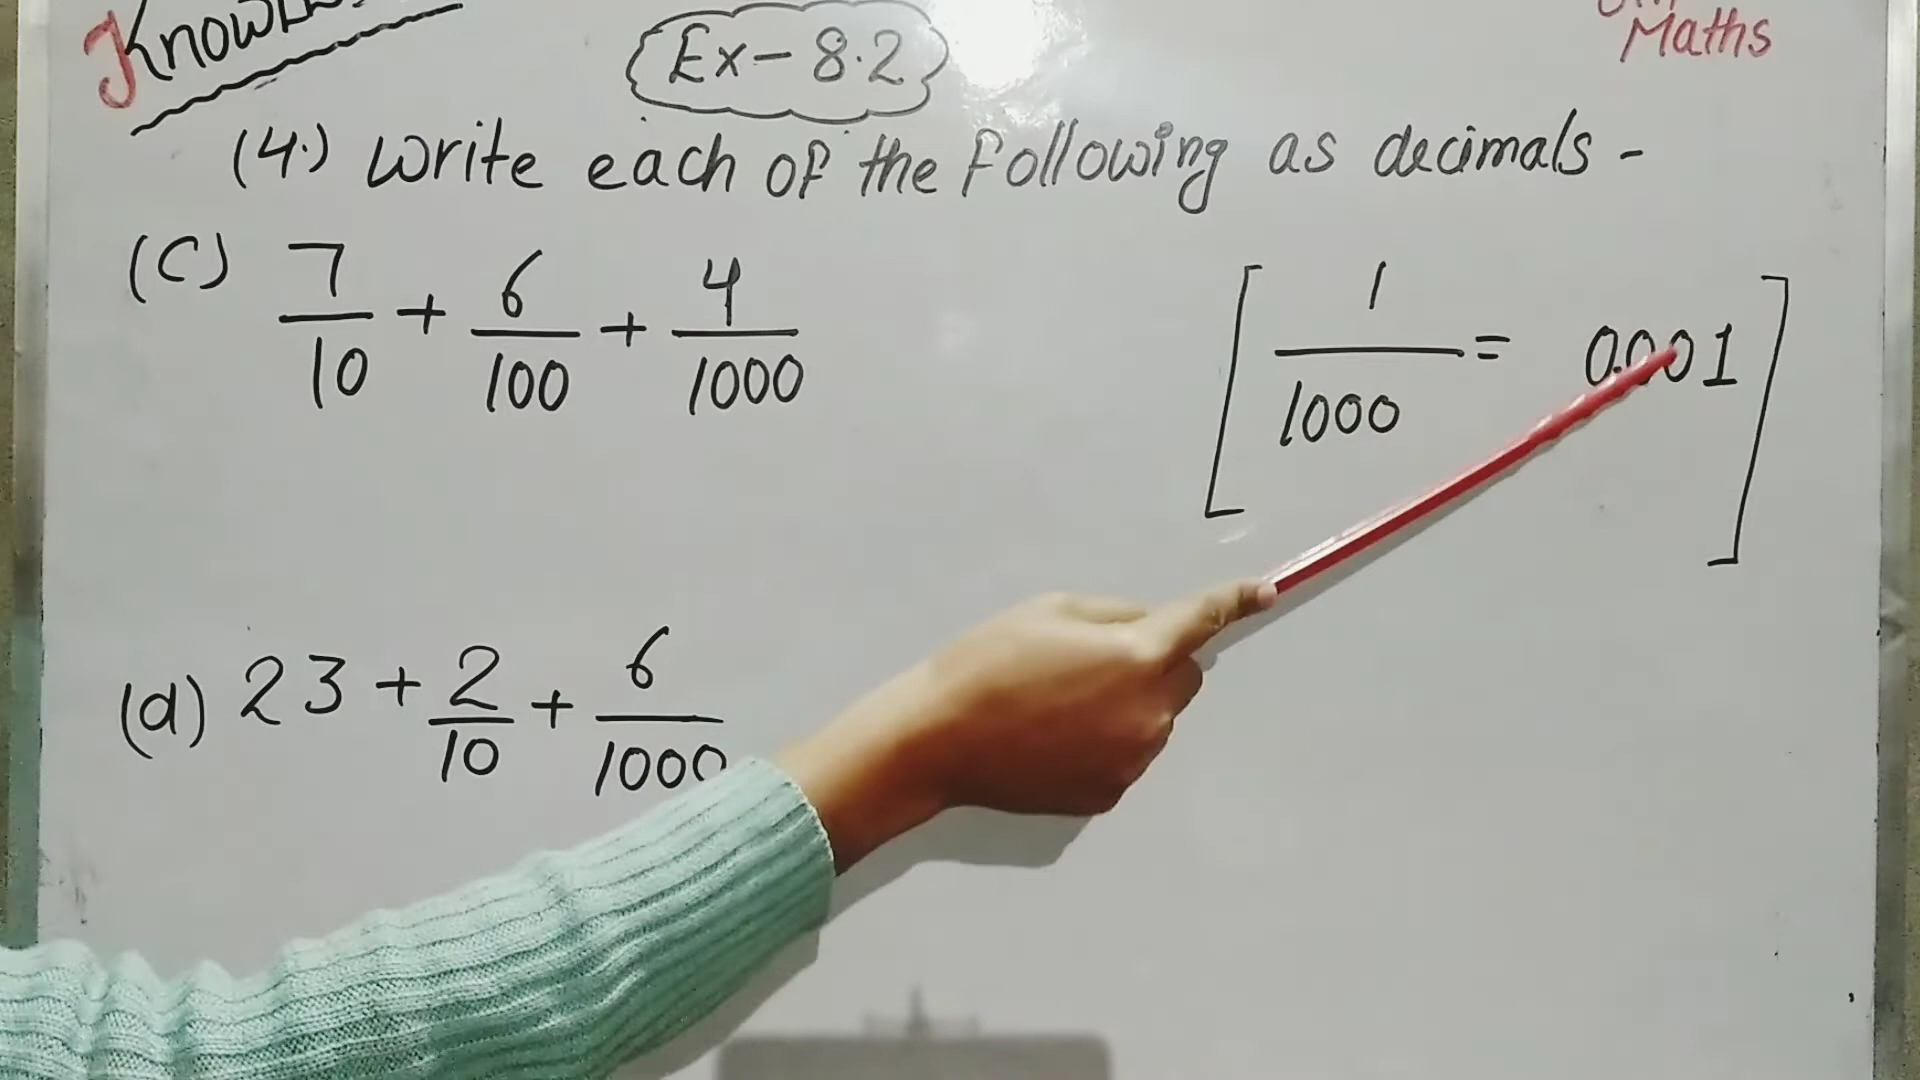 Ex-8.2
Maths
(4.) Write each of the following as decimals -
(C) 7/10 + 6/100 + 4/1000
[1/1000 = 0.001]
(d) 23 + 2/10 + 6/1000